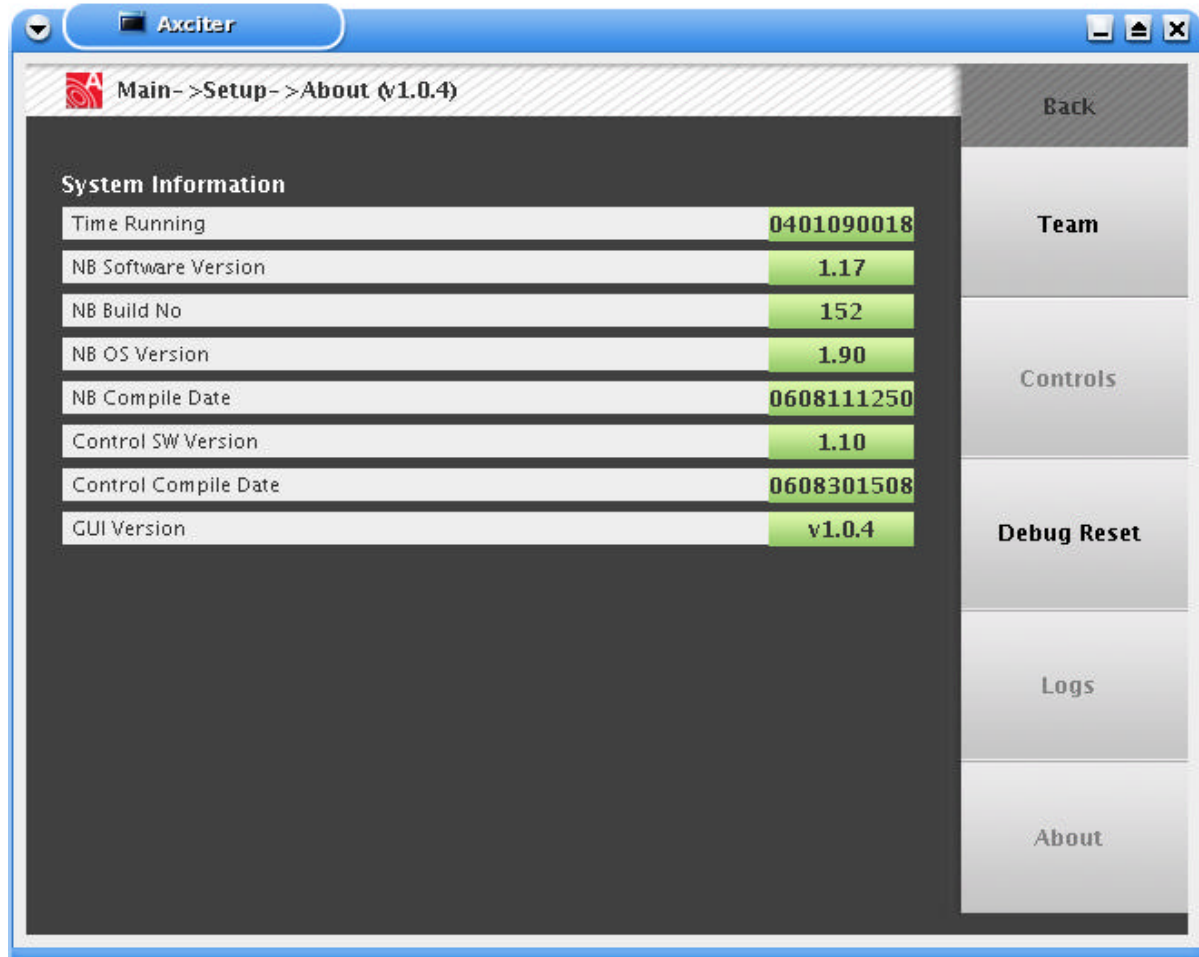 Axciter
Main->Setup->About (v1.0.4)
Back
System Information
Time Running 0401090018
NB Software Version 1.17
NB Build No 152
NB OS Version 1.90
NB Compile Date 0608111250
Control SW Version 1.10
Control Compile Date 0608301508
GUI Version v1.0.4
Team
Controls
Debug Reset
Logs
About